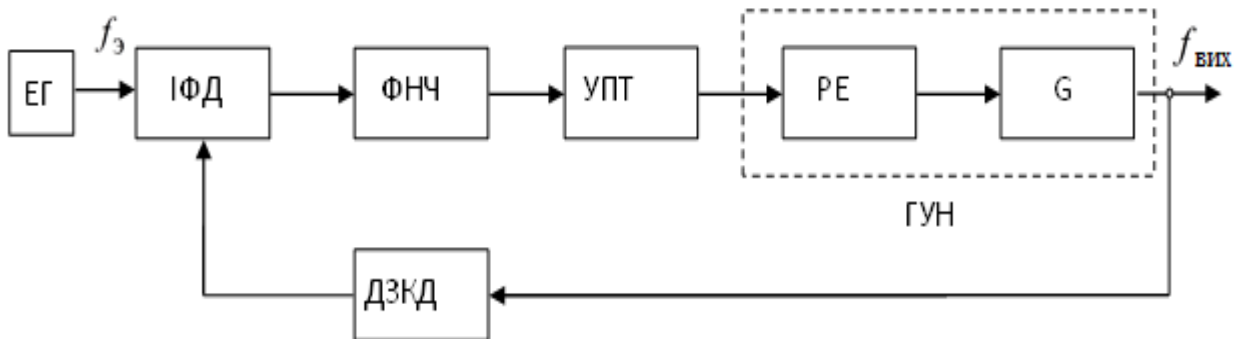 fэ
fвих
ЕГ
ІФД
ФНЧ
УПТ
РЕ
G
ГУН
ДЗКД